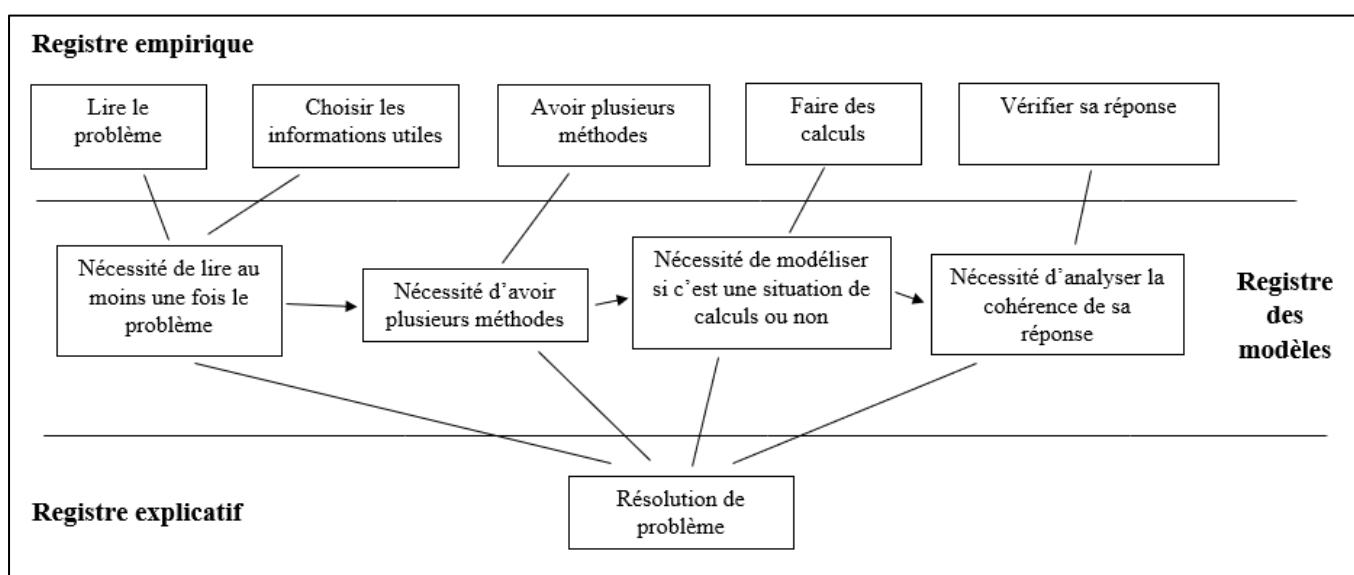 Registre empirique
Lire le
problème
Choisir les
informations utiles
Avoir plusieurs
méthodes
Faire des
calculs
Vérifier sa réponse
Nécessité de lire au
moins une fois le
problème
Nécessité d’avoir
plusieurs méthodes
Nécessité de modéliser
si c’est une situation de
calculs ou non
Nécessité d’analyser la
cohérence de sa
réponse
Registre
des
modèles
Résolution de
problème
Registre explicatif